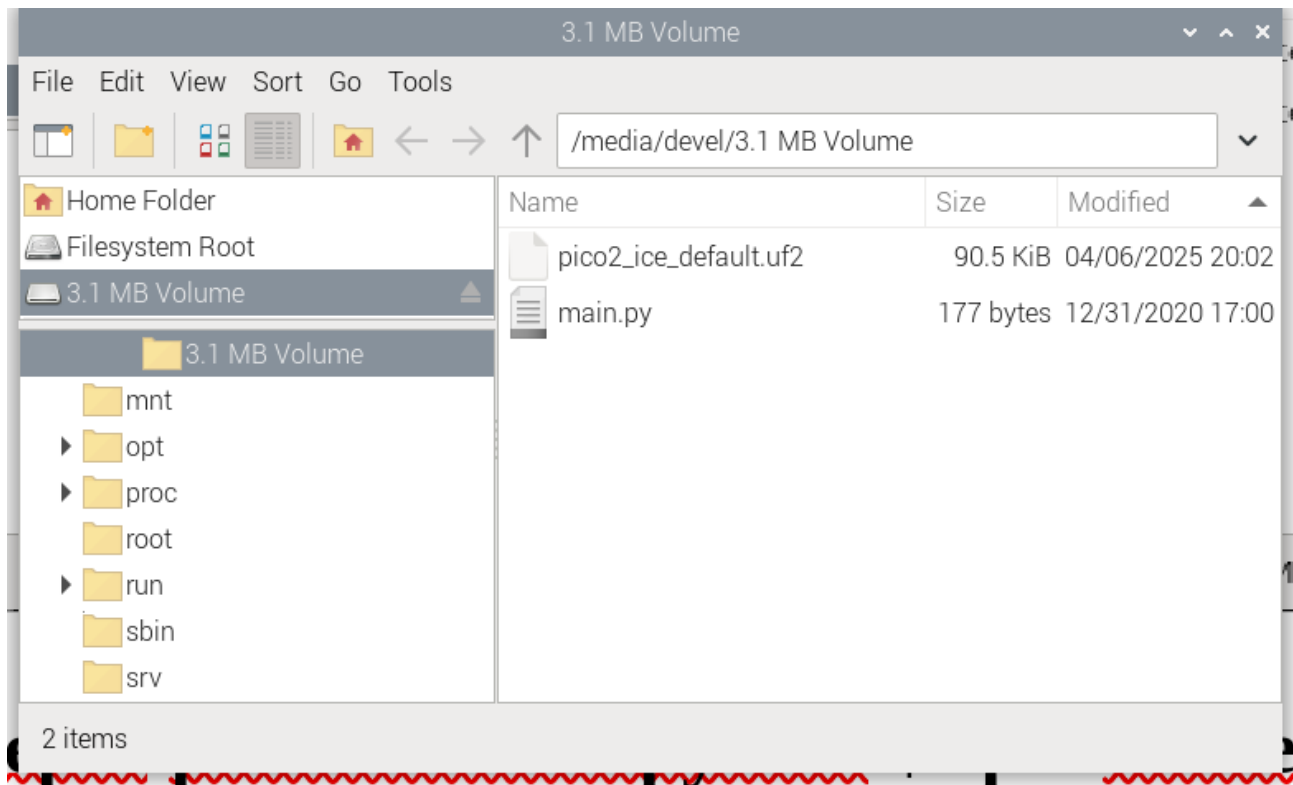 3.1 MB Volume
File Edit View Sort Go Tools
/media/devel/3.1 MB Volume
Home Folder
Filesystem Root
3.1 MB Volume
3.1 MB Volume
mnt
opt
proc
root
run
sbin
srv
Name Size Modified
pico2_ice_default.uf2 90.5 KiB 04/06/2025 20:02
main.py 177 bytes 12/31/2020 17:00
2 items